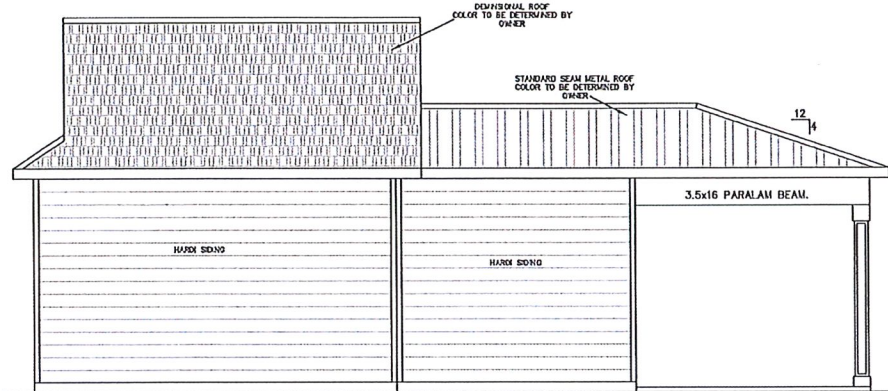 DEMINSIONAL ROOF
COLOR TO BE DETERMINED BY
OWNER
STANDARD SEAM METAL ROOF
COLOR TO BE DETERMINED BY
OWNER
12
4
3.5x16 PARALAM BEAM.
HARDI SIDING
HARDI SIDING